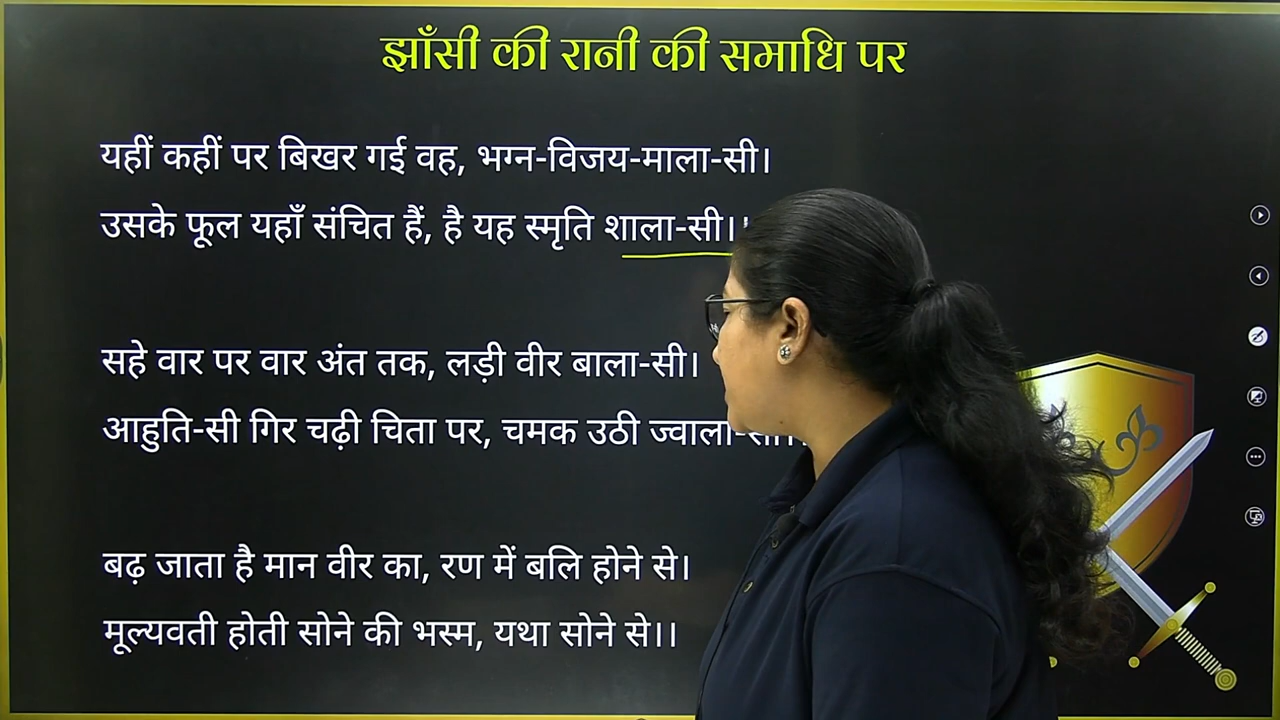 झाँसी की रानी की समाधि पर
यहीं कहीं पर बिखर गई वह, भग्न-विजय-माला-सी।
उसके फूल यहाँ संचित हैं, है यह स्मृति शाला-सी।।
सहे वार पर वार अंत तक, लड़ी वीर बाला-सी।
आहुति-सी गिर चढ़ी चिता पर, चमक उठी ज्वाला-सी।।
बढ़ जाता है मान वीर का, रण में बलि होने से।
मूल्यवती होती सोने की भस्म, यथा सोने से।।